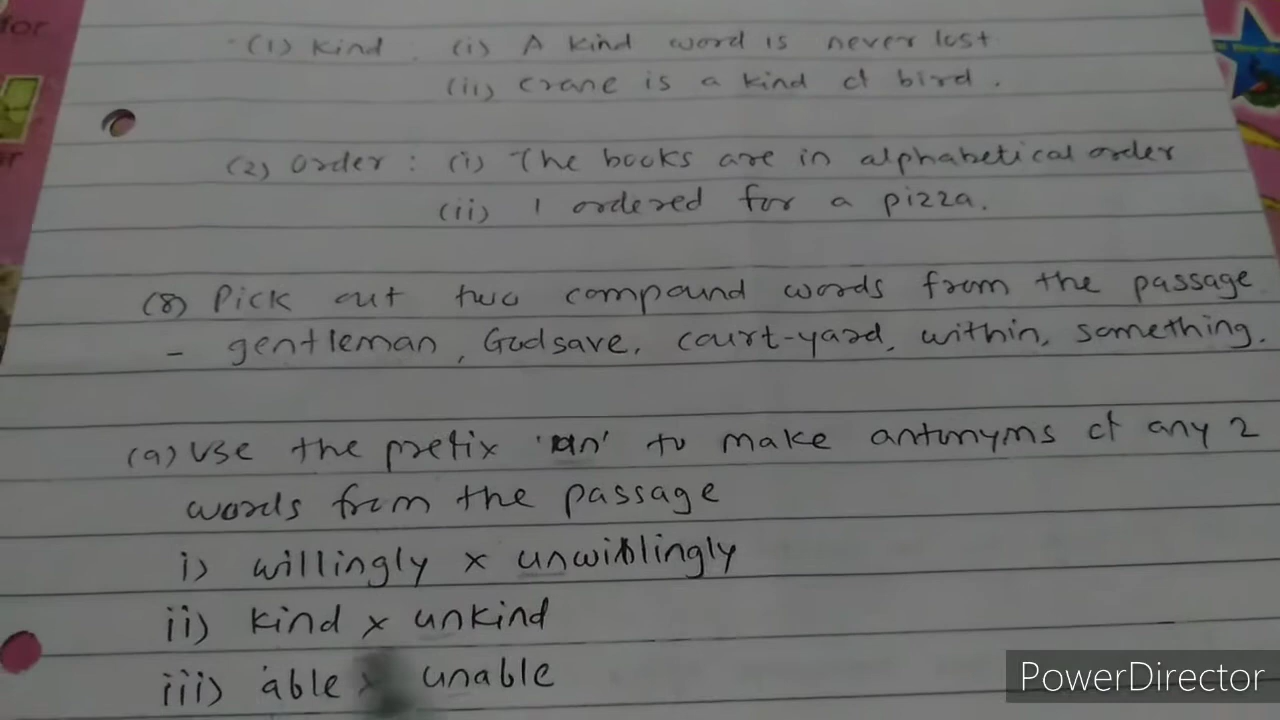 (1) Kind : (i) A kind word is never lost
(ii) Crane is a kind of bird .
(2) Order : (i) The books are in alphabetical order
(ii) I ordered for a pizza.
(8) Pick out two compound words from the passage
- gentleman, Godsave, court-yard, within, something.
(9) Use the prefix 'un' to make antonyms of any 2
words from the passage
i) willingly x unwillingly
ii) kind x unkind
iii) able x unable
PowerDirector